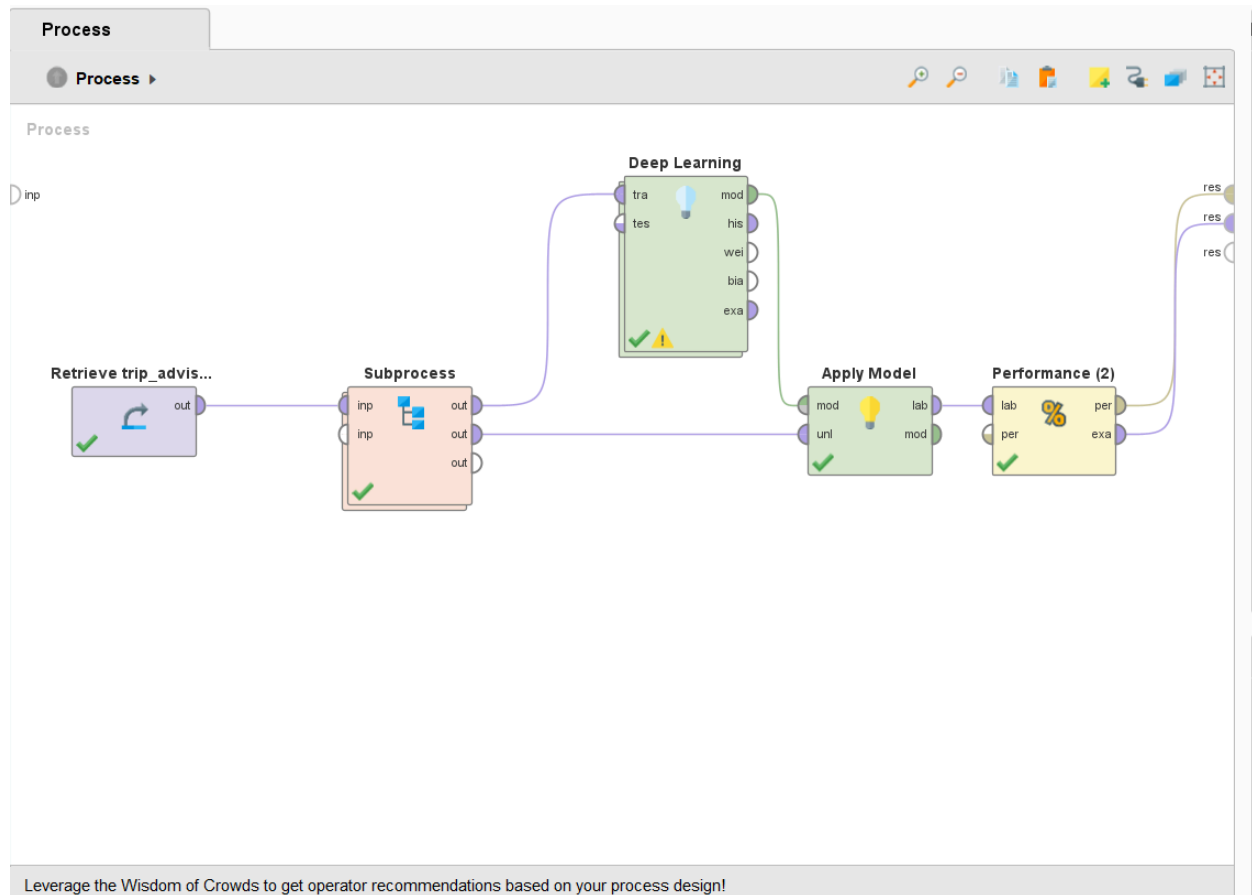 Process
Process
Process
inp
res
res
res
Deep Learning
tra
mod
tes
his
wei
bia
exa
Retrieve trip_advis...
out
Subprocess
inp
out
inp
out
out
Apply Model
mod
lab
unl
mod
Performance (2)
%
lab
per
per
exa
Leverage the Wisdom of Crowds to get operator recommendations based on your process design!